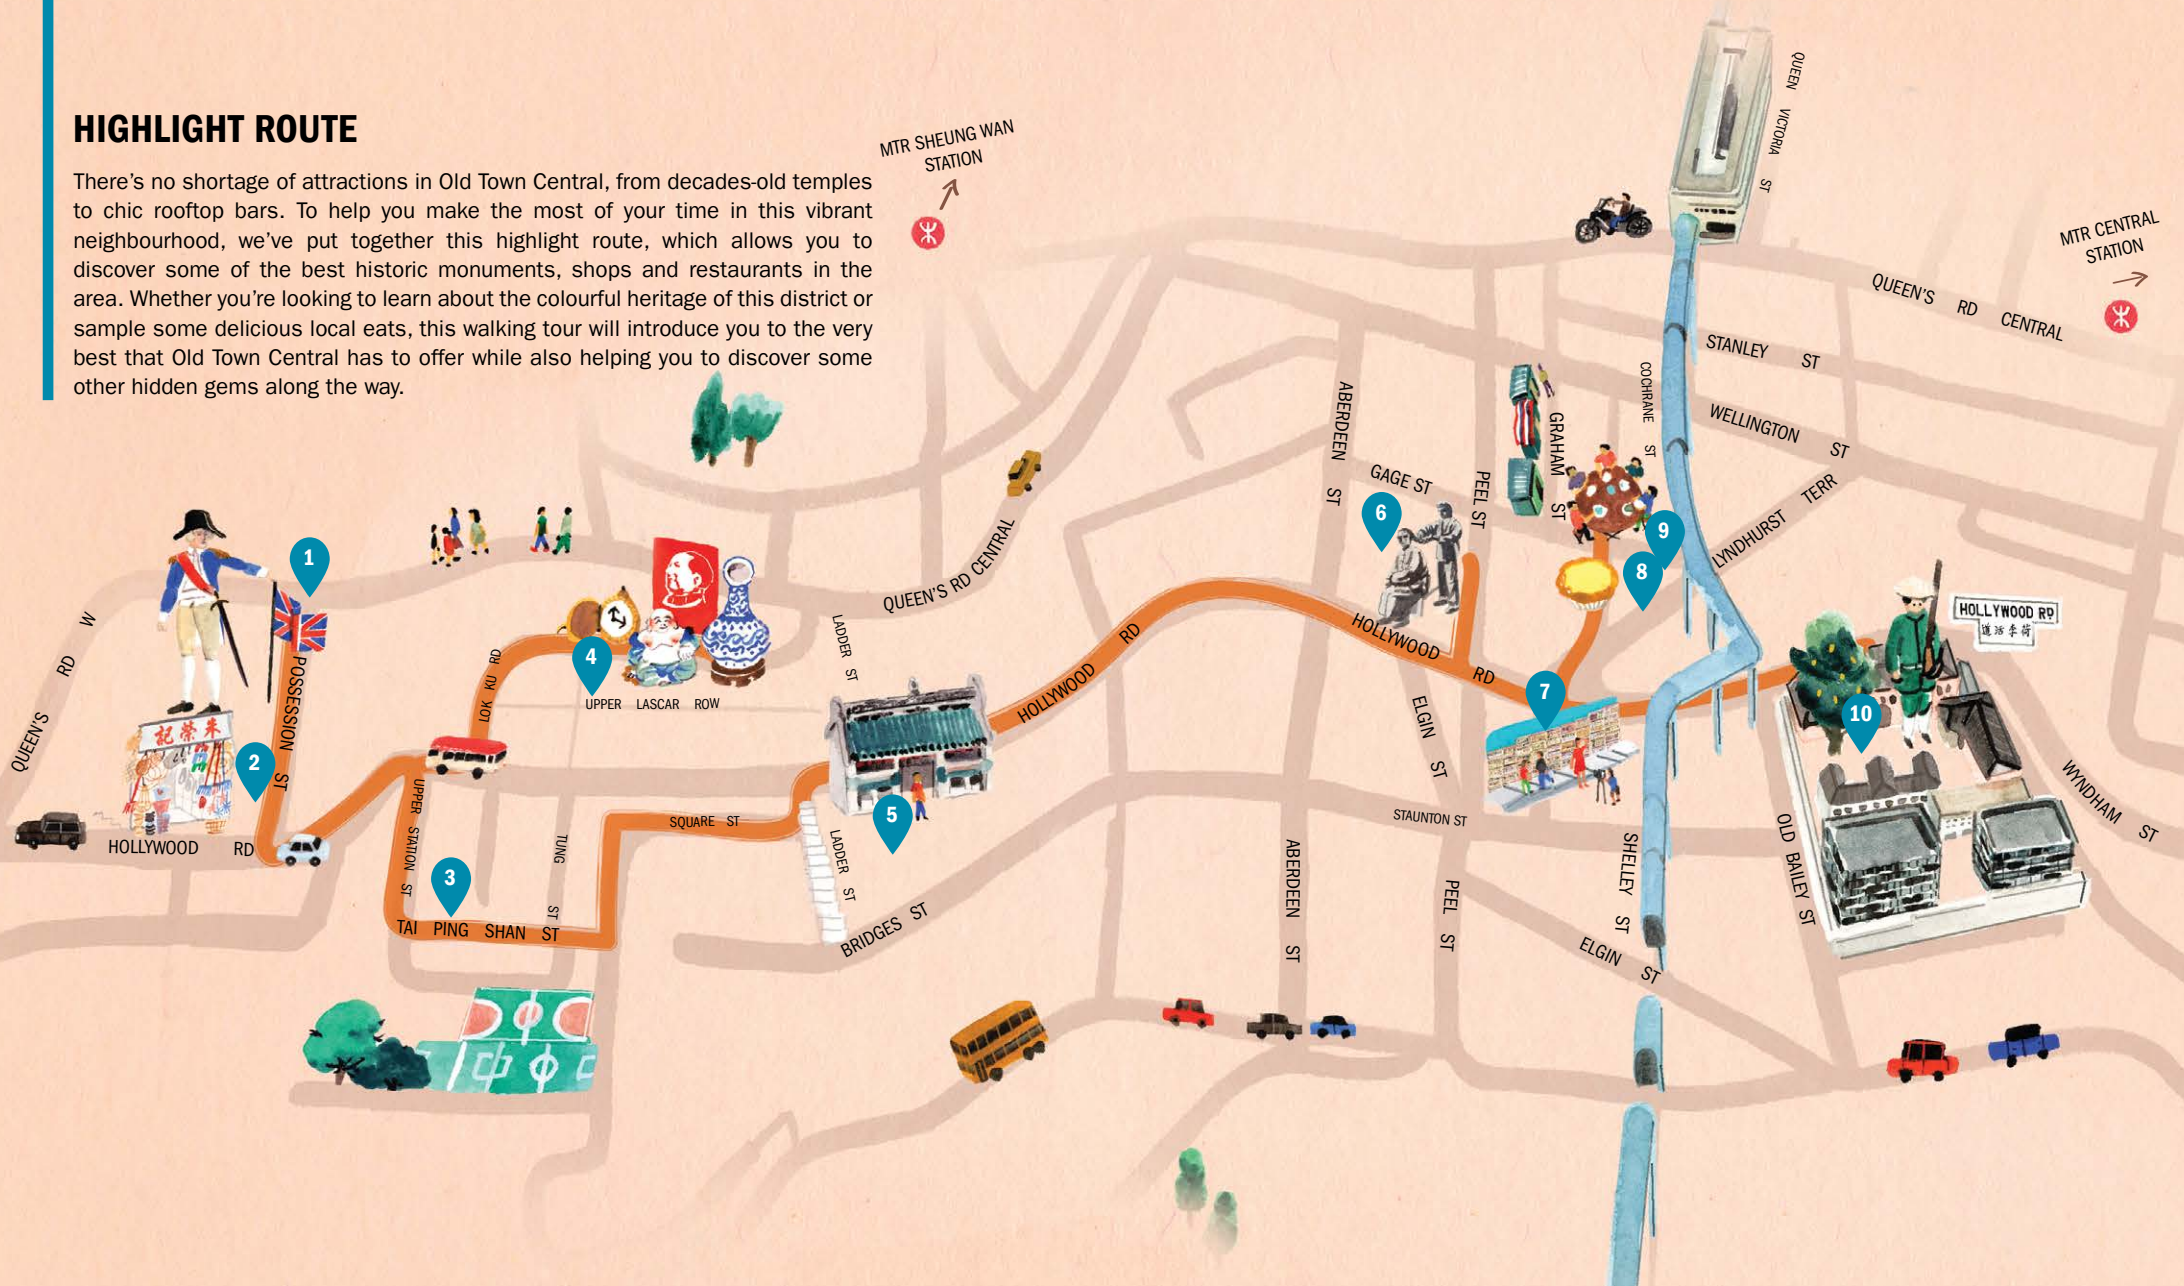 HIGHLIGHT ROUTE
There’s no shortage of attractions in Old Town Central, from decades-old temples
to chic rooftop bars. To help you make the most of your time in this vibrant
neighbourhood, we’ve put together this highlight route, which allows you to
discover some of the best historic monuments, shops and restaurants in the
area. Whether you’re looking to learn about the colourful heritage of this district or
sample some delicious local eats, this walking tour will introduce you to the very
best that Old Town Central has to offer while also helping you to discover some
other hidden gems along the way.
MTR SHEUNG WAN
STATION
QUEEN VICTORIA ST
MTR CENTRAL
STATION
QUEEN'S RD CENTRAL
STANLEY ST
COCHRANE ST
WELLINGTON ST
ABERDEEN ST
GAGE ST
PEEL ST
GRAHAM ST
LYNDHURST TERR
6
9
8
1
QUEEN'S RD CENTRAL
QUEEN'S RD W
POSSESSION ST
LOK KU RD
4
UPPER LASCAR ROW
LADDER ST
HOLLYWOOD RD
HOLLYWOOD RD
HOLLYWOOD RD
道活李荷
7
10
記榮朱
2
ELGIN ST
WYNDHAM ST
5
HOLLYWOOD RD
UPPER STATION ST
TUNG ST
SQUARE ST
LADDER ST
STAUNTON ST
3
TAI PING SHAN ST
BRIDGES ST
ABERDEEN ST
PEEL ST
SHELLEY ST
OLD BAILEY ST
ELGIN ST